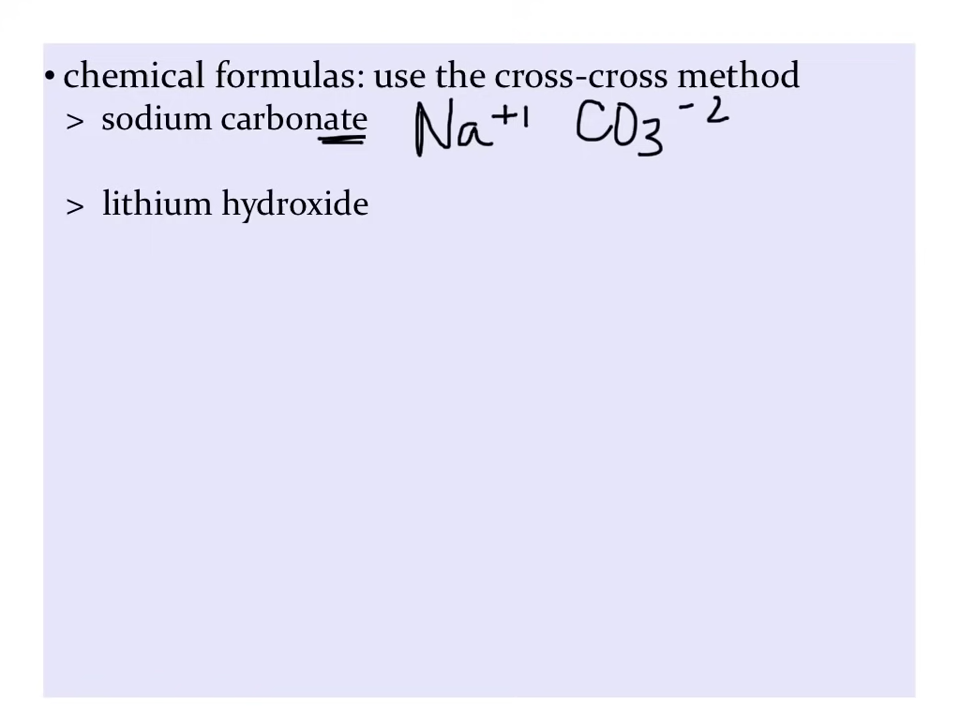 • chemical formulas: use the cross-cross method
> sodium carbonate Na⁺¹ CO₃⁻²
> lithium hydroxide